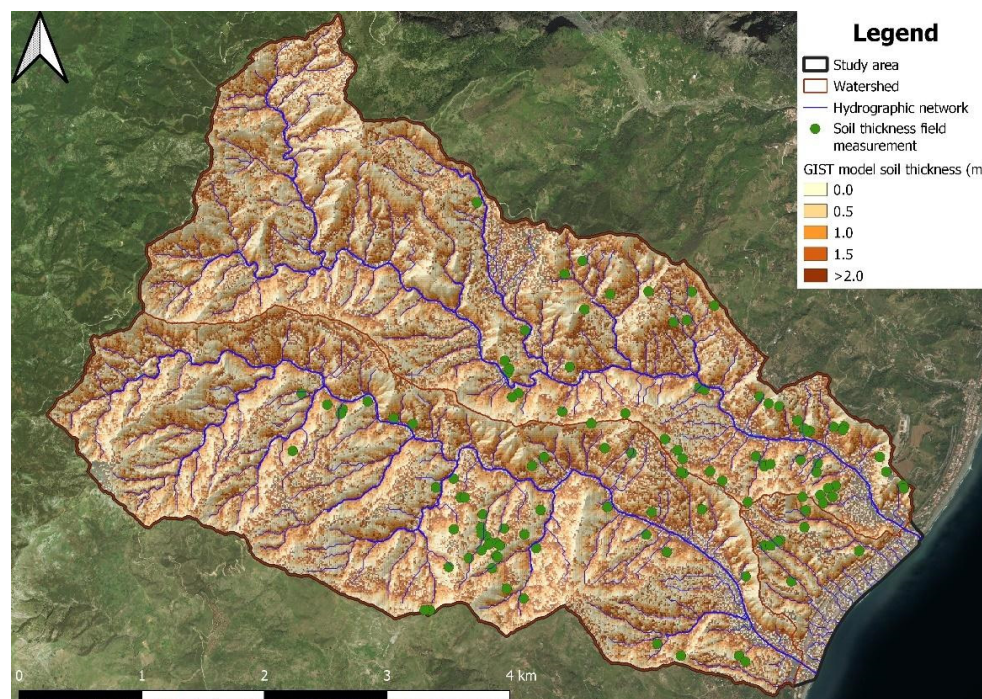 Legend
Study area
Watershed
Hydrographic network
Soil thickness field
measurement
GIST model soil thickness (m
0.0
0.5
1.0
1.5
>2.0
0 1 2 3 4 km